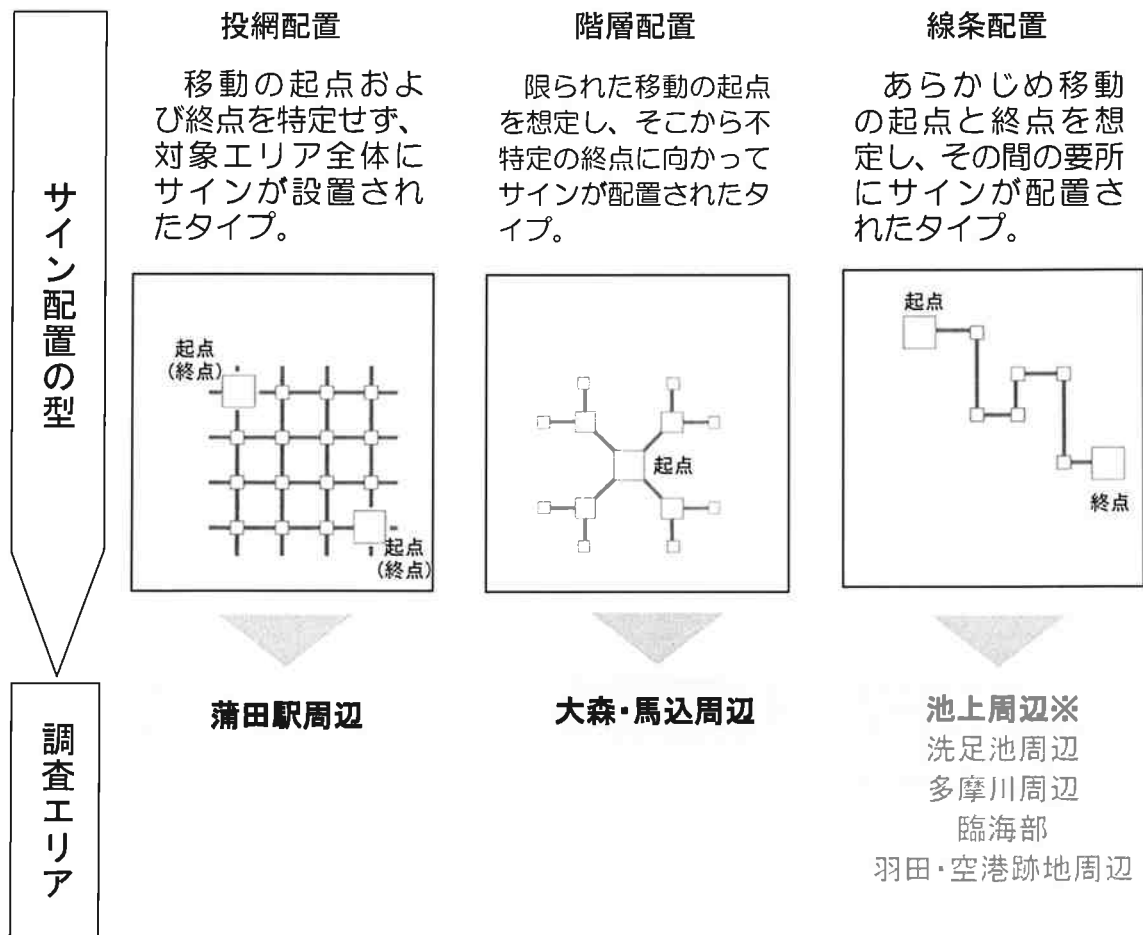 サイン配置の型
投網配置
移動の起点およ
び終点を特定せず、
対象エリア全体に
サインが設置され
たタイプ。
起点
(終点)
起点
(終点)
蒲田駅周辺
階層配置
限られた移動の起点
を想定し、そこから不
特定の終点に向かって
サインが配置されたタ
イプ。
起点
大森・馬込周辺
線条配置
あらかじめ移動
の起点と終点を想
定し、その間の要所
にサインが配置さ
れたタイプ。
起点
終点
池上周辺※
洗足池周辺
多摩川周辺
臨海部
羽田・空港跡地周辺
調査エリア